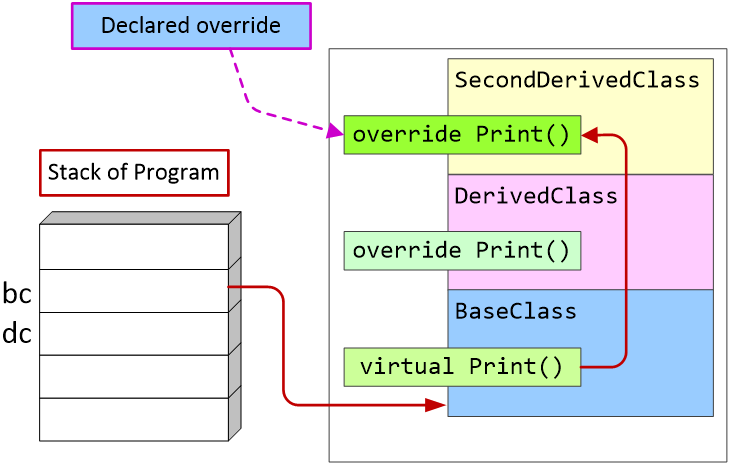 Declared override
SecondDerivedClass
override Print()
Stack of Program
DerivedClass
override Print()
bc
BaseClass
dc
virtual Print()